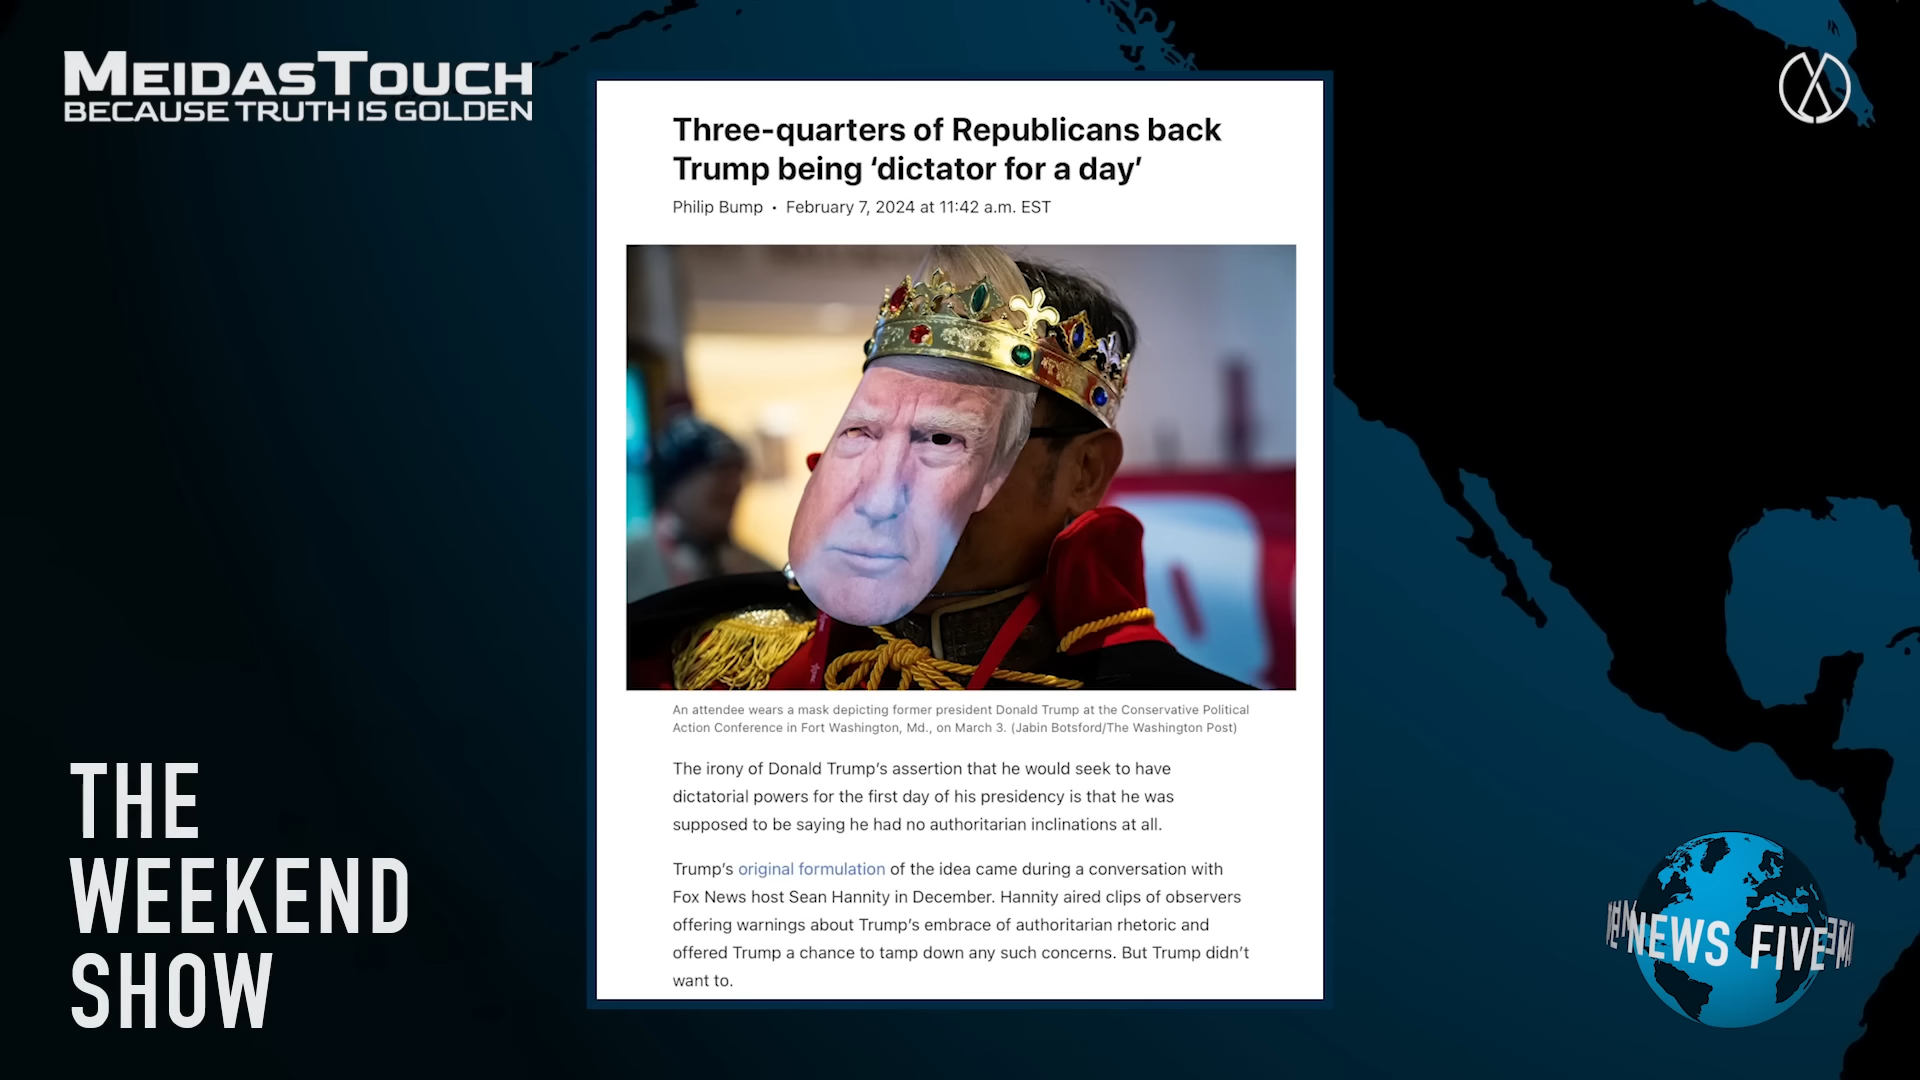 MEIDASTOUCH
BECAUSE TRUTH IS GOLDEN
Three-quarters of Republicans back
Trump being ‘dictator for a day’
Philip Bump • February 7, 2024 at 11:42 a.m. EST
An attendee wears a mask depicting former president Donald Trump at the Conservative Political
Action Conference in Fort Washington, Md., on March 3. (Jabin Botsford/The Washington Post)
The irony of Donald Trump’s assertion that he would seek to have
dictatorial powers for the first day of his presidency is that he was
supposed to be saying he had no authoritarian inclinations at all.
Trump’s original formulation of the idea came during a conversation with
Fox News host Sean Hannity in December. Hannity aired clips of observers
offering warnings about Trump’s embrace of authoritarian rhetoric and
offered Trump a chance to tamp down any such concerns. But Trump didn’t
want to.
THE
WEEKEND
SHOW
NEWS FIVE